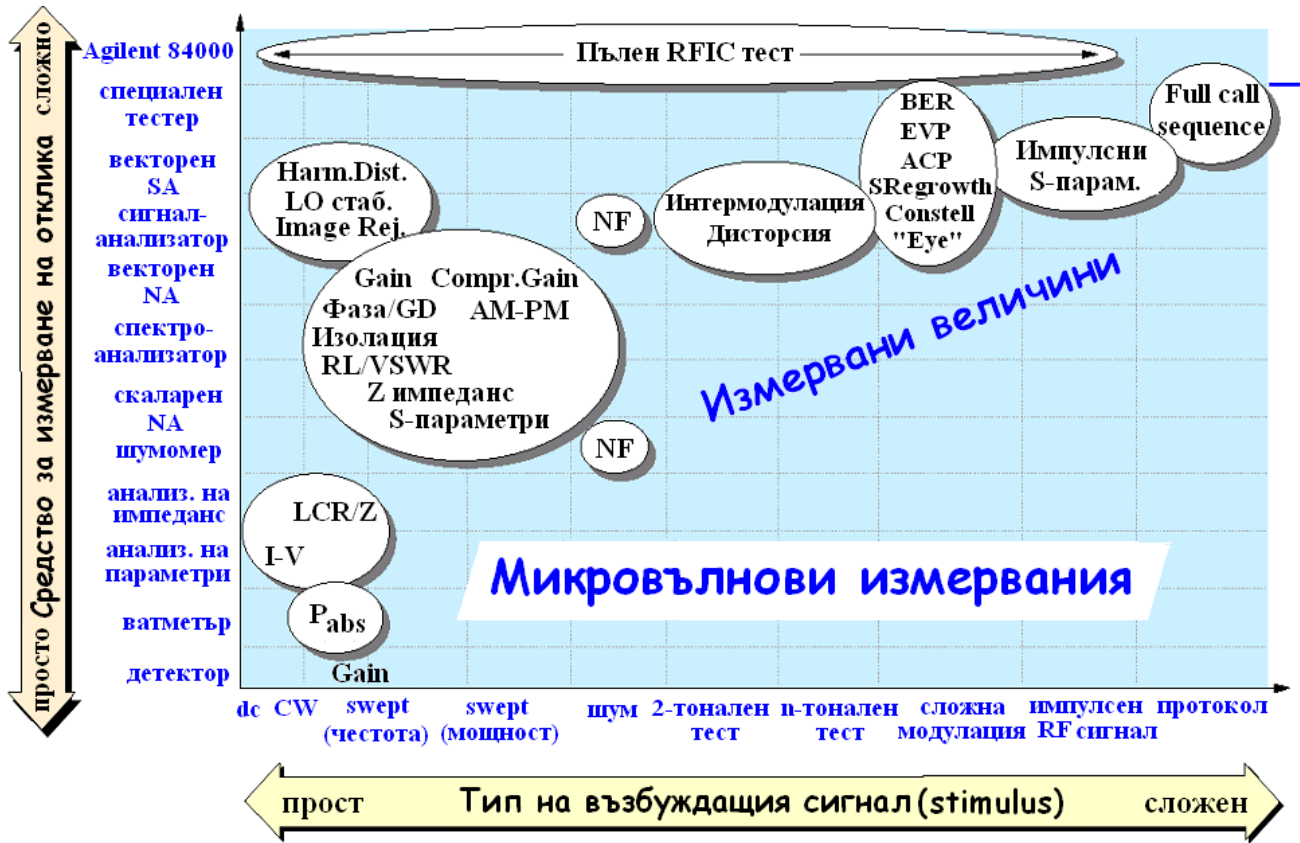 сложно
Средство за измерване на отклика
просто
Agilent 84000
специален
тестер
векторен
SA
сигнал-
анализатор
векторен
NA
спектро-
анализатор
скаларен
NA
шумомер
анализ. на
импеданс
анализ. на
параметри
ватметър
детектор
Пълен RFIC тест
Harm.Dist.
LO стаб.
Image Rej.
Gain Compr.Gain
Фаза/GD AM-PM
Изолация
RL/VSWR
Z импеданс
S-параметри
NF
NF
Интермодулация
Дисторсия
BER
EVP
ACP
SRegrowth
Constell
"Eye"
Импулсни
S-парам.
Full call
sequence
Измервани величини
LCR/Z
I-V
Pabs
Gain
Микровълнови измервания
dc
CW
swept
(честота)
swept
(мощност)
шум
2-тонален
тест
n-тонален
тест
сложна
модулация
импулсен
RF сигнал
протокол
прост
Тип на възбуждащия сигнал (stimulus)
сложен